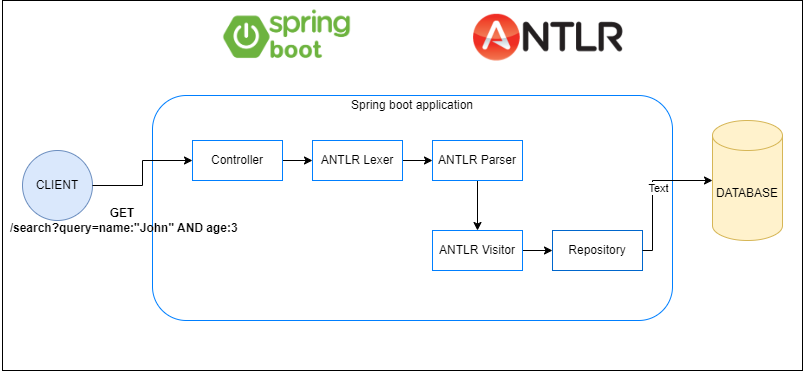 spring
boot
ANTLR
Spring boot application
Controller
ANTLR Lexer
ANTLR Parser
CLIENT
Text
DATABASE
GET
/search?query=name:"John" AND age:3
ANTLR Visitor
Repository